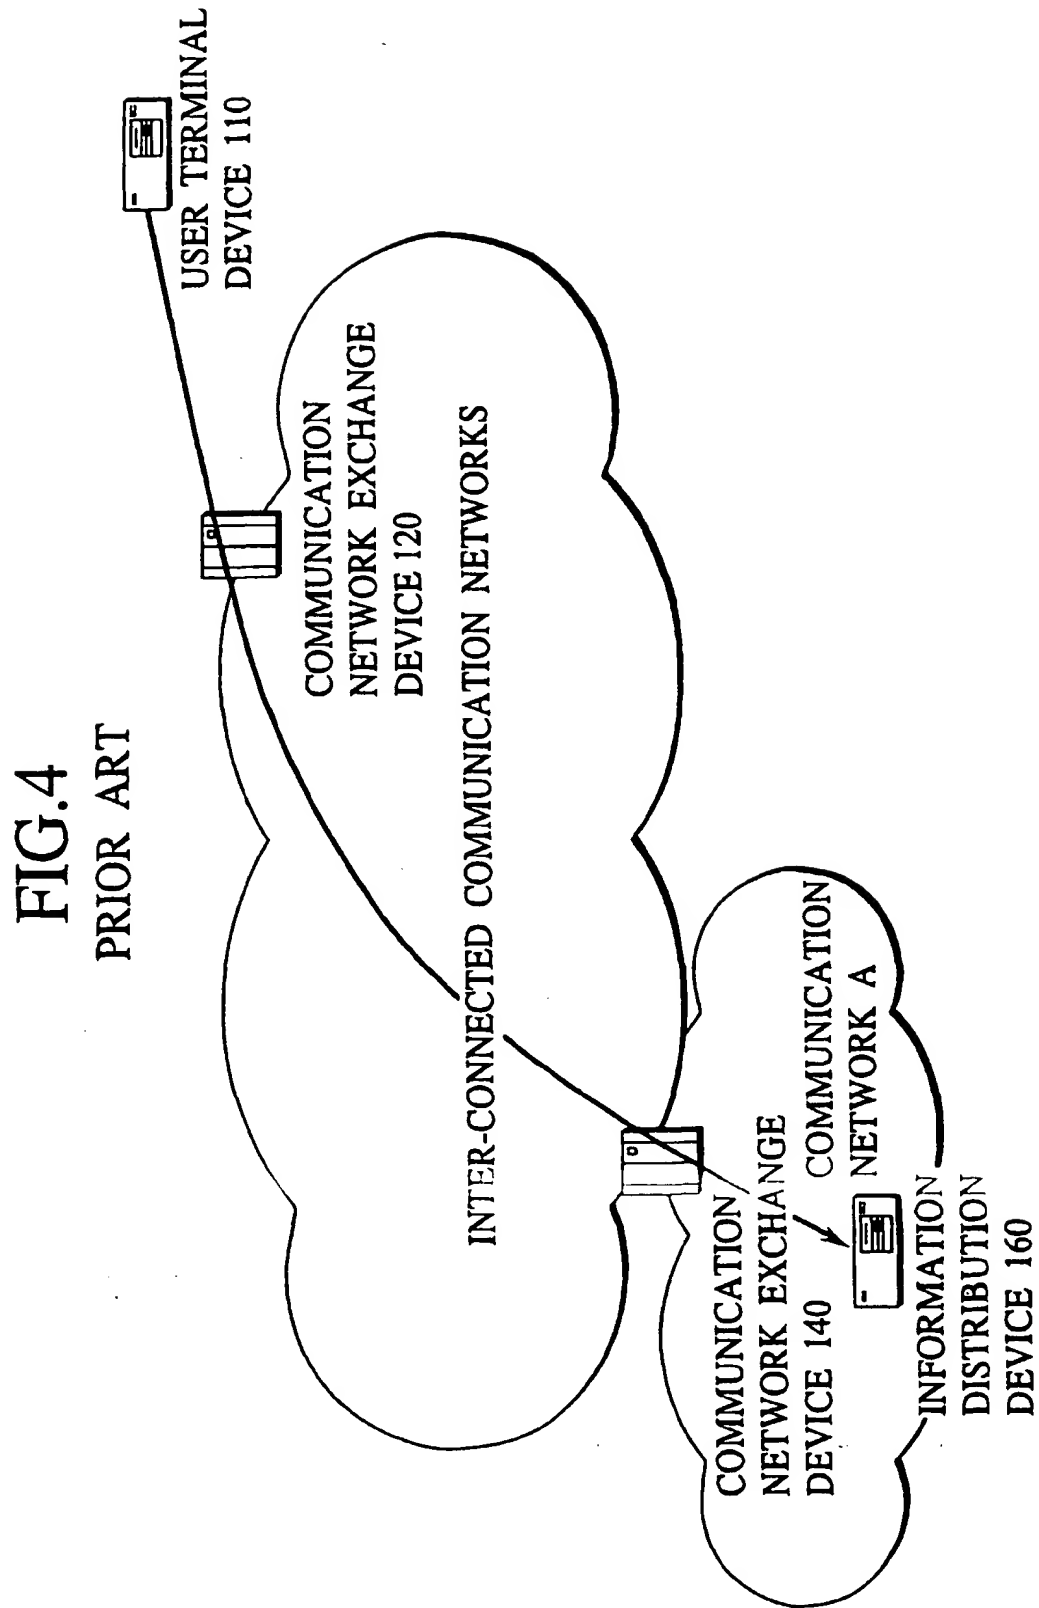 FIG.4
PRIOR ART
USER TERMINAL
DEVICE 110
COMMUNICATION
NETWORK EXCHANGE
DEVICE 120
INTER-CONNECTED COMMUNICATION NETWORKS
COMMUNICATION
NETWORK EXCHANGE
DEVICE 140
COMMUNICATION
NETWORK A
INFORMATION
DISTRIBUTION
DEVICE 160